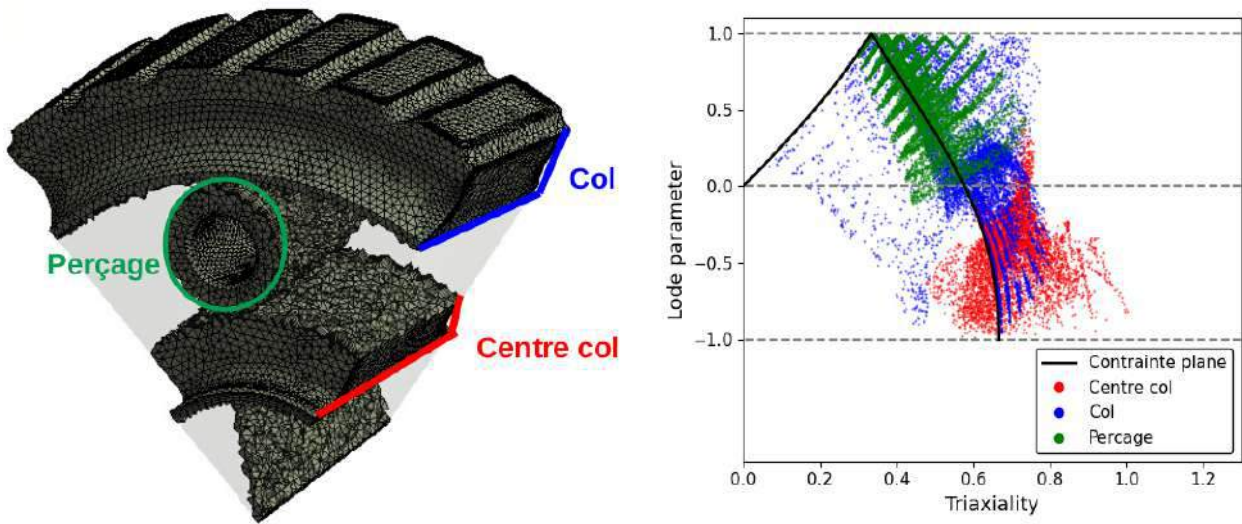 Col
Perçage
Centre col
1.0
0.5
0.0
−0.5
−1.0
Lode parameter
Contrainte plane
Centre col
Col
Percage
0.0 0.2 0.4 0.6 0.8 1.0 1.2
Triaxiality